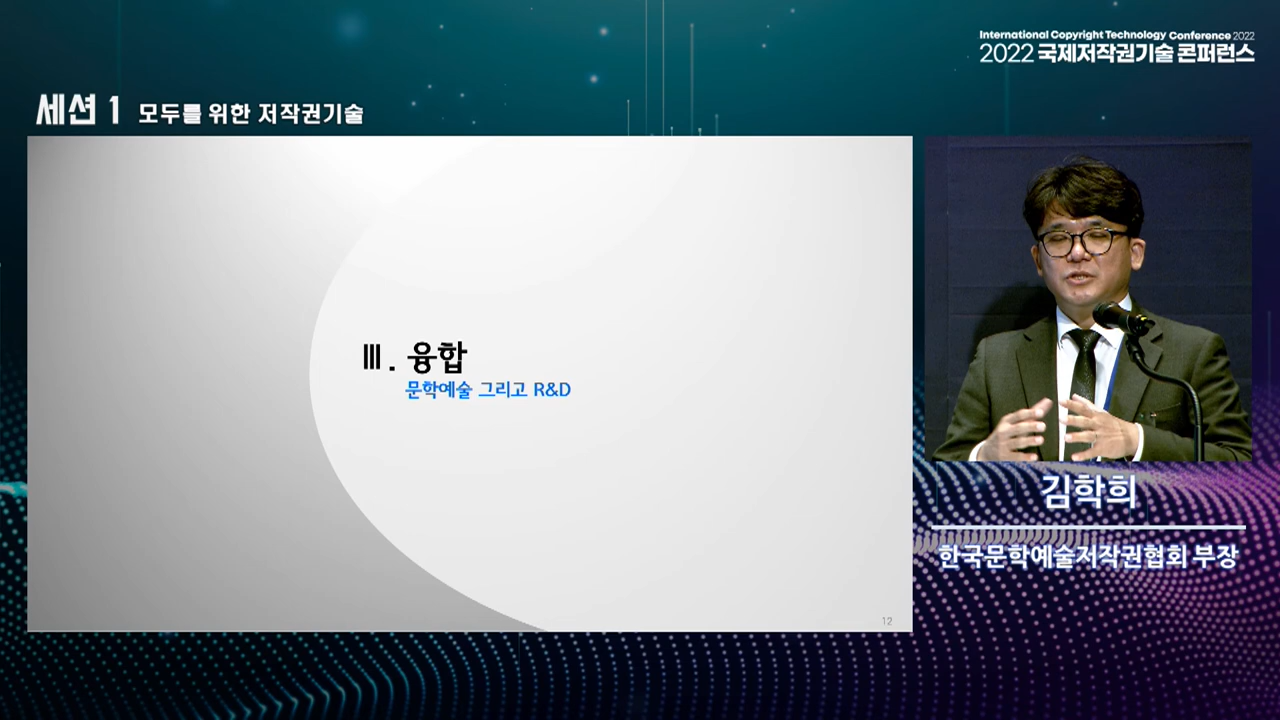 International Copyright Technology Conference 2022
2022 국제저작권기술 콘퍼런스
세션 1 모두를 위한 저작권기술
Ⅲ. 융합
문학예술 그리고 R&D
12
김학희
한국문학예술저작권협회 부장